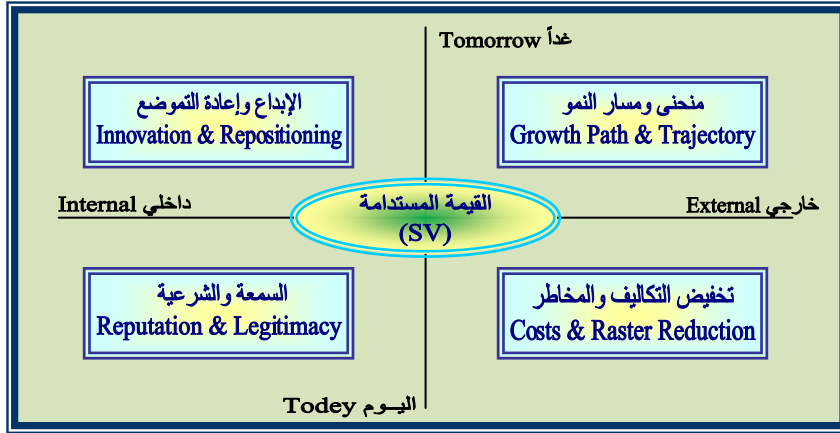 غداً Tomorrow
الإبداع وإعادة التموضع
Innovation & Repositioning
منحنى ومسار النمو
Growth Path & Trajectory
داخلي Internal
القيمة المستدامة
(SV)
خارجي External
السمعة والشرعية
Reputation & Legitimacy
تخفيض التكاليف والمخاطر
Costs & Raster Reduction
اليـوم Todey